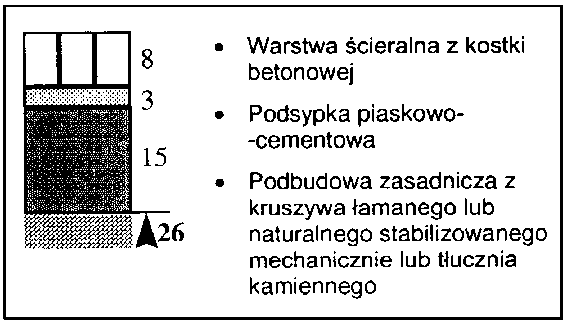 8
3
15
26
• Warstwa ścieralna z kostki
betonowej
• Podsypka piaskowo-
-cementowa
• Podbudowa zasadnicza z
kruszywa łamanego lub
naturalnego stabilizowanego
mechanicznie lub tłucznia
kamiennego